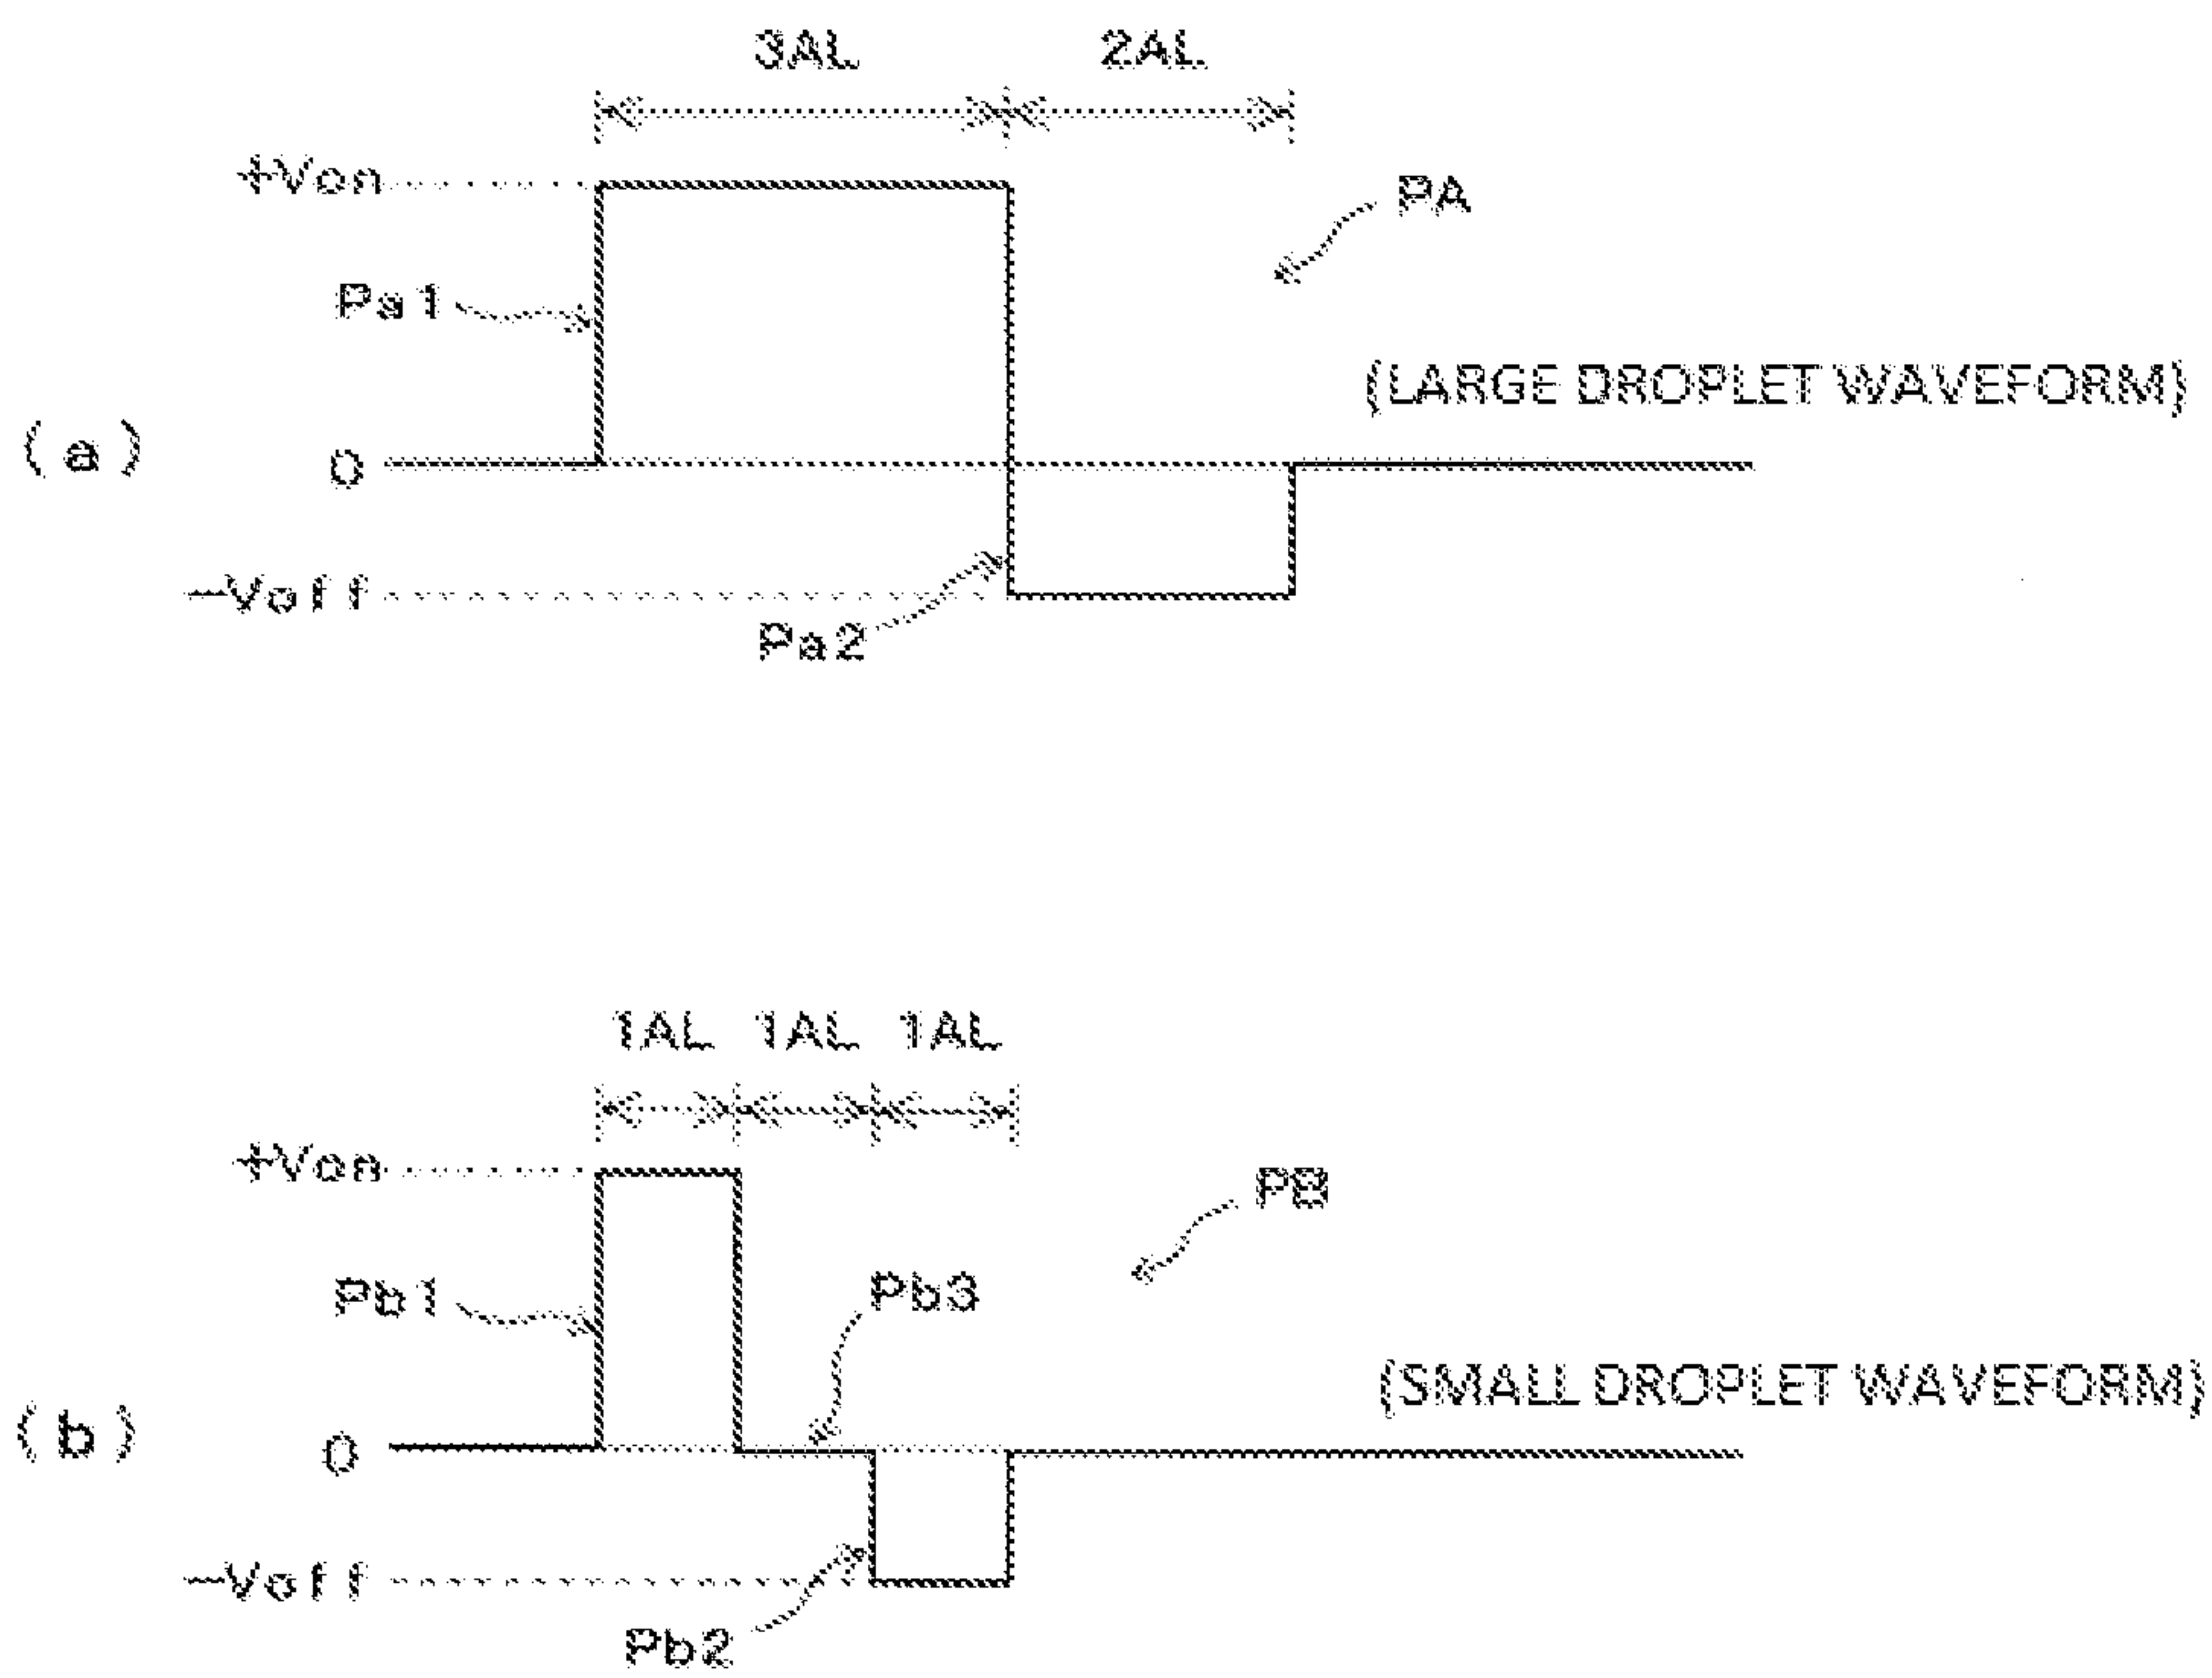 3AL 2AL
+Von
PA
Pa1
(LARGE DROPLET WAVEFORM)
(a)
0
-Voff
Pa2
1AL 1AL 1AL
+Von
PB
Pb1
Pb3
(SMALL DROPLET WAVEFORM)
(b)
0
-Voff
Pb2